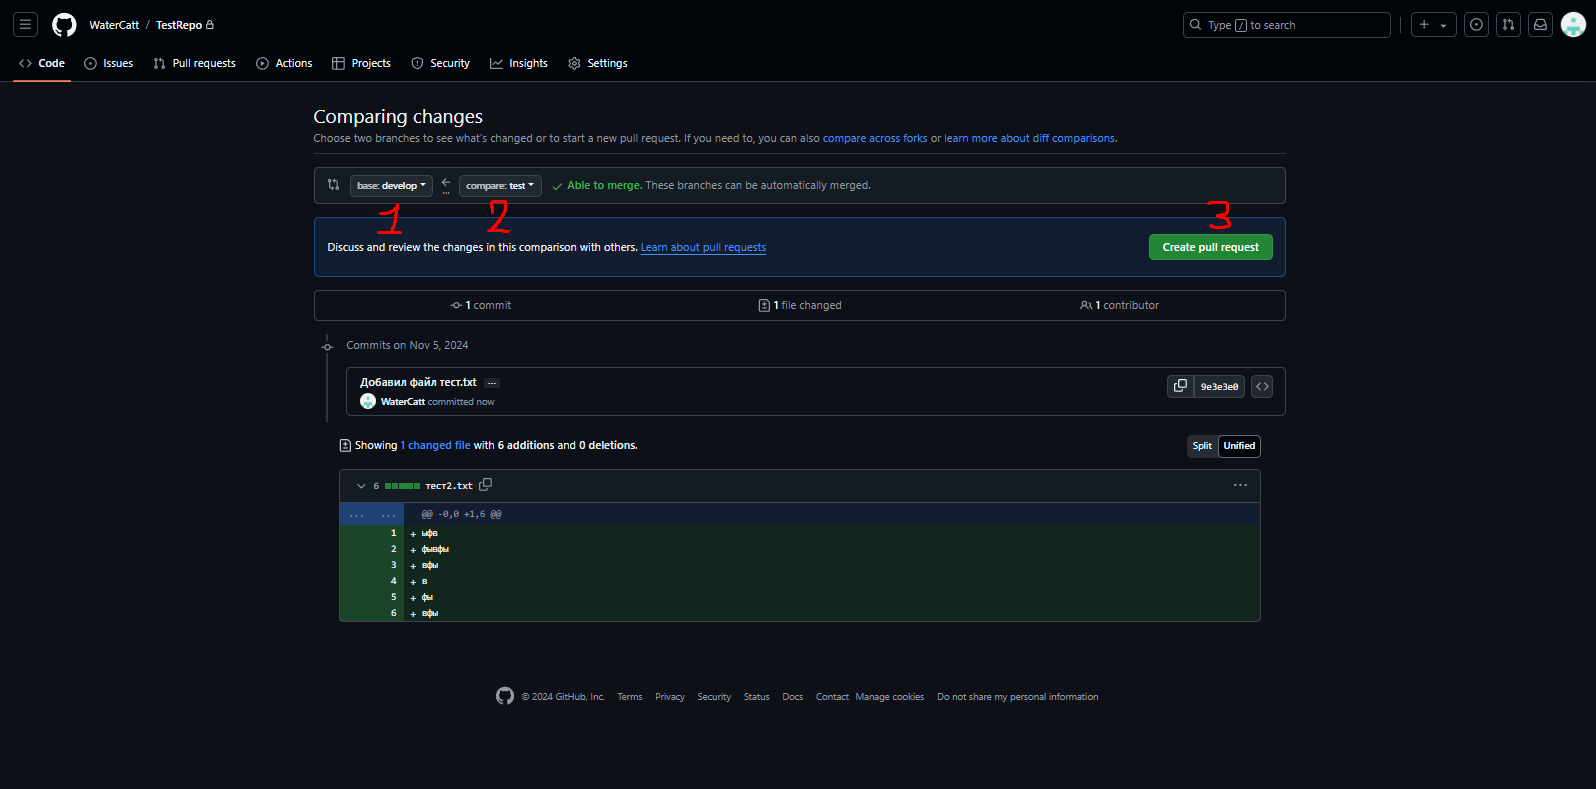 WaterCatt / TestRepo
Type / to search
Code Issues Pull requests Actions Projects Security Insights Settings
Comparing changes
Choose two branches to see what's changed or to start a new pull request. If you need to, you can also compare across forks or learn more about diff comparisons.
base: develop ← compare: test ✓ Able to merge. These branches can be automatically merged.
1 2 3
Discuss and review the changes in this comparison with others. Learn about pull requests
Create pull request
1 commit 1 file changed 1 contributor
Commits on Nov 5, 2024
Добавил файл тест.txt ...
WaterCatt committed now
9e3e3e0
Showing 1 changed file with 6 additions and 0 deletions.
Split Unified
6 тест2.txt
... ... @@ -0,0 +1,6 @@
1 + ыфв
2 + фывфы
3 + вфы
4 + в
5 + фы
6 + вфы
© 2024 GitHub, Inc. Terms Privacy Security Status Docs Contact Manage cookies Do not share my personal information